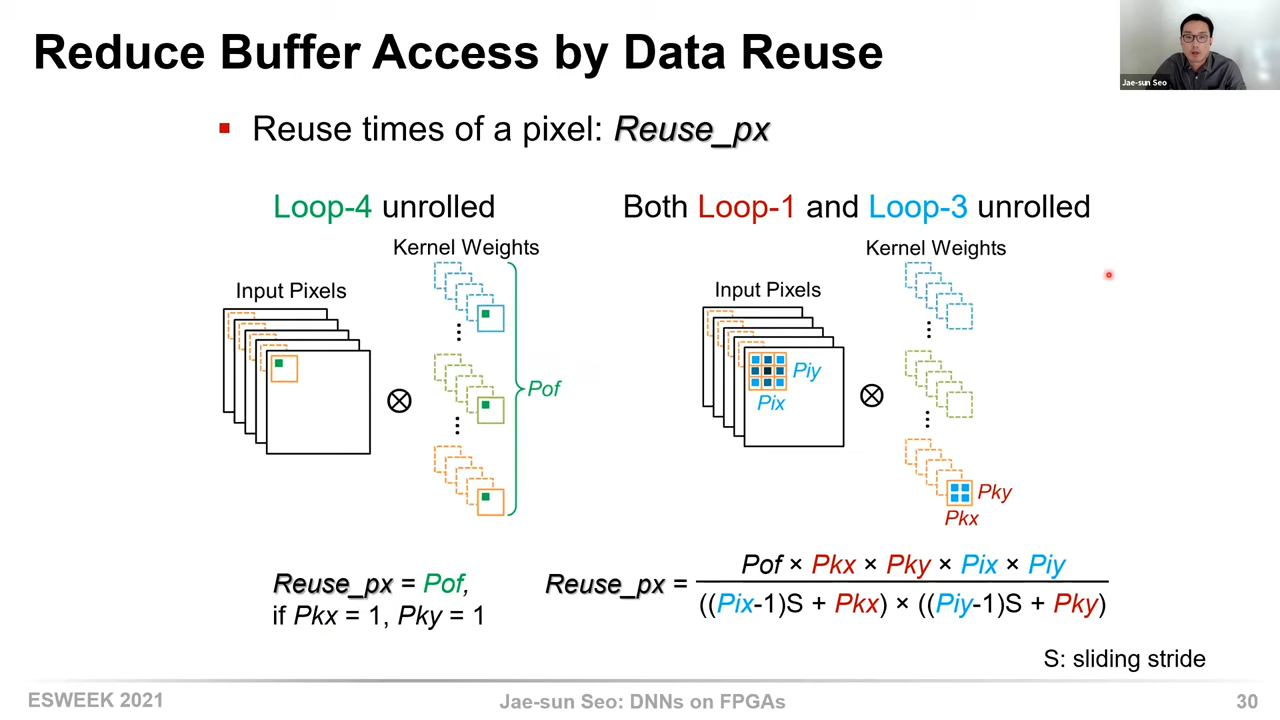 Reduce Buffer Access by Data Reuse
Jae-sun Seo
Reuse times of a pixel: Reuse_px
Loop-4 unrolled
Both Loop-1 and Loop-3 unrolled
Kernel Weights
Input Pixels
Pof
Kernel Weights
Input Pixels
Piy
Pix
Pky
Pkx
Reuse_px = Pof,
if Pkx = 1, Pky = 1
Reuse_px =
Pof × Pkx × Pky × Pix × Piy
((Pix-1)S + Pkx) × ((Piy-1)S + Pky)
S: sliding stride
ESWEEK 2021
Jae-sun Seo: DNNs on FPGAs
30